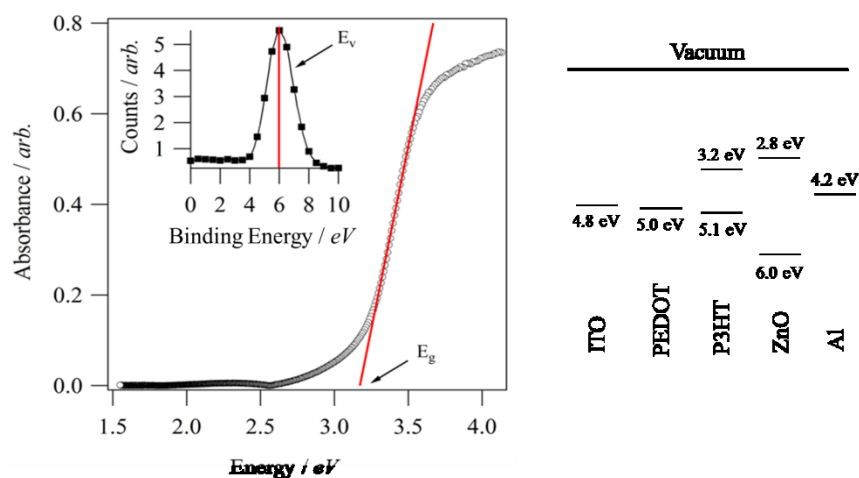 Absorbance / arb.
0.8
0.6
0.4
0.2
0.0
1.5 2.0 2.5 3.0 3.5 4.0
Energy / eV
E_g
Counts / arb.
5
4
3
2
1
0 2 4 6 8 10
Binding Energy / eV
E_v
Vacuum
4.8 eV
5.0 eV
3.2 eV
5.1 eV
2.8 eV
6.0 eV
4.2 eV
ITO
PEDOT
P3HT
ZnO
Al